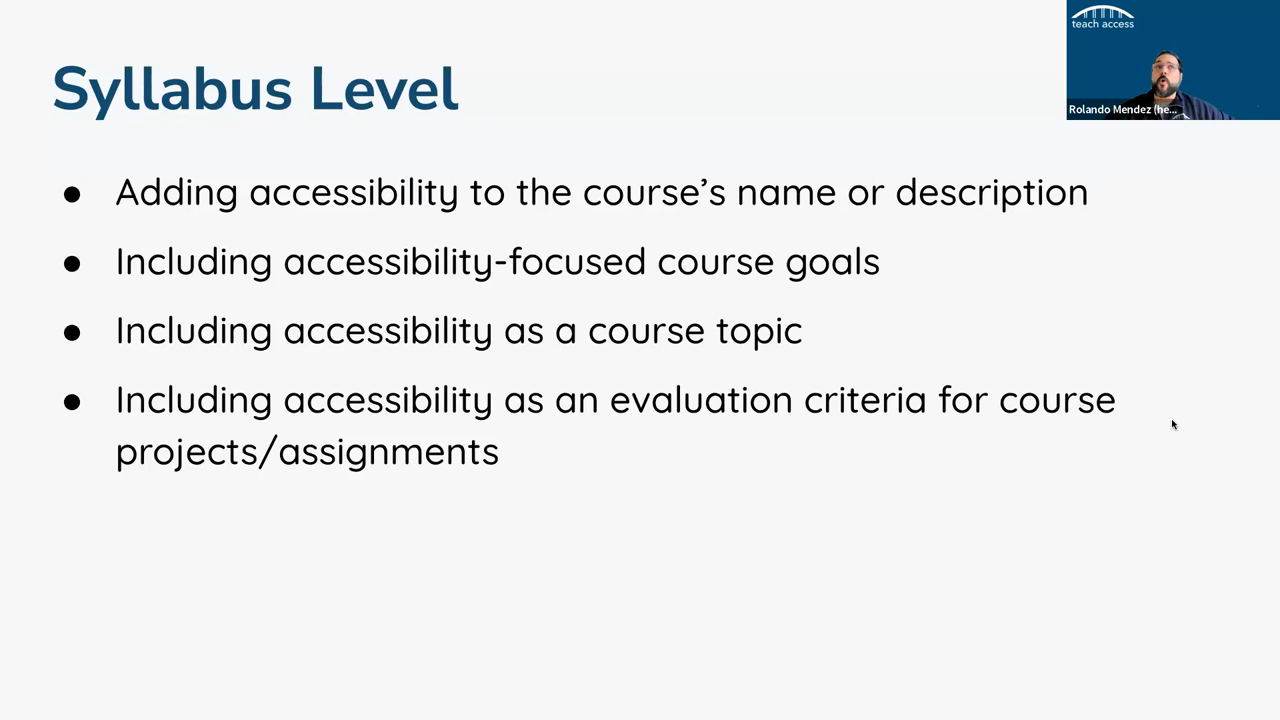 teach access
Rolando Mendez (he...
Syllabus Level
● Adding accessibility to the course’s name or description
● Including accessibility-focused course goals
● Including accessibility as a course topic
● Including accessibility as an evaluation criteria for course
projects/assignments